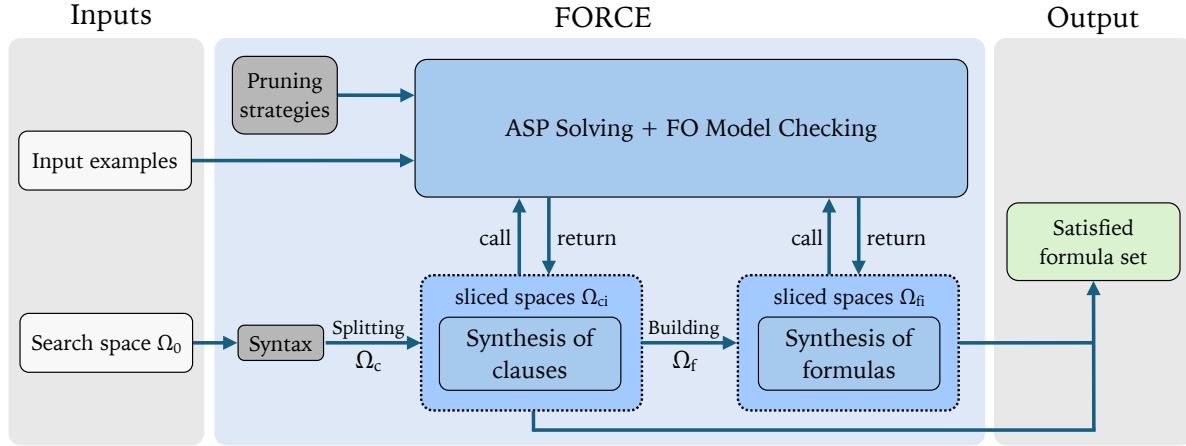 Inputs
FORCE
Output
Pruning
strategies
ASP Solving + FO Model Checking
Input examples
call
return
call
return
Satisfied
formula set
sliced spaces Ωci
sliced spaces Ωfi
Search space Ω0
Syntax
Splitting
Ωc
Synthesis of
clauses
Building
Ωf
Synthesis of
formulas